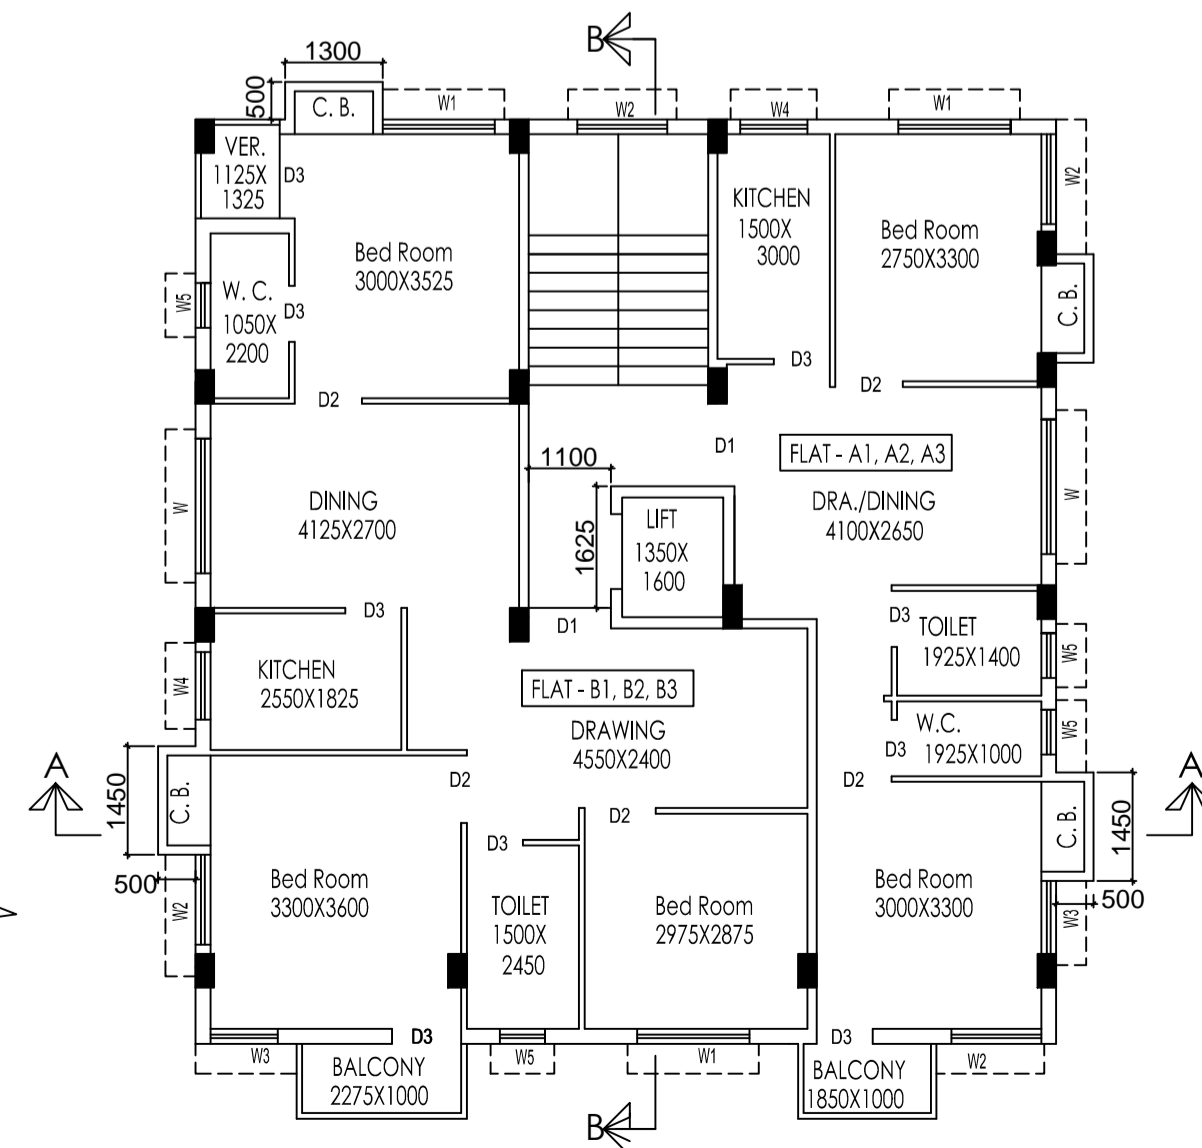 B
1300
500
C. B.
W1
W2
W4
W1
VER.
1125X
1325
D3
KITCHEN
1500X
3000
W2
Bed Room
3000X3525
Bed Room
2750X3300
W5
W. C.
1050X
2200
D3
C. B.
D3
D2
D2
D1
FLAT - A1, A2, A3
1100
W
DINING
4125X2700
1625
LIFT
1350X
1600
DRA./DINING
4100X2650
W
D3
D1
D3
TOILET
1925X1400
W5
W4
KITCHEN
2550X1825
FLAT - B1, B2, B3
DRAWING
4550X2400
W.C.
1925X1000
D3
W5
A
D2
D2
A
1450
C. B.
D2
C. B.
1450
D3
500
W2
Bed Room
3300X3600
TOILET
1500X
2450
Bed Room
2975X2875
Bed Room
3000X3300
500
W3
D3
D3
W3
BALCONY
2275X1000
W5
W1
BALCONY
1850X1000
W2
B